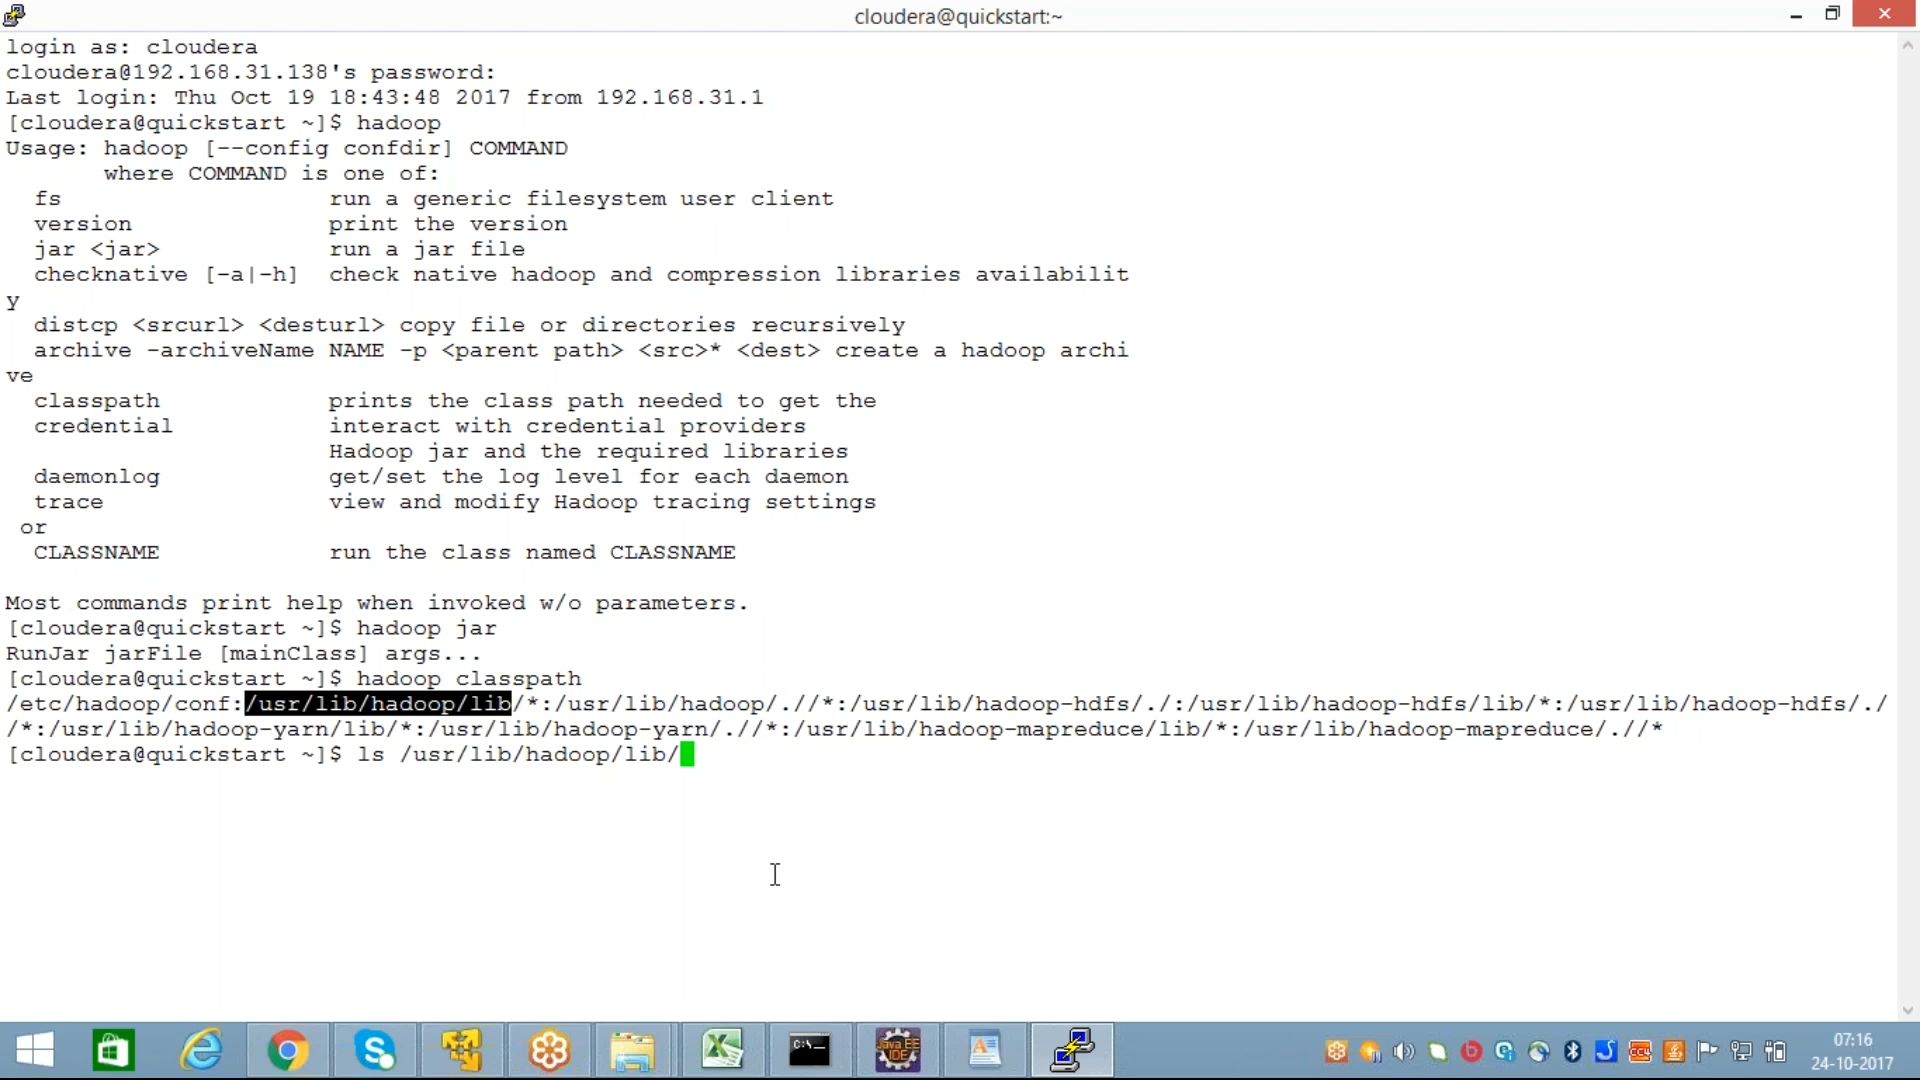 cloudera@quickstart:~
login as: cloudera
cloudera@192.168.31.138's password:
Last login: Thu Oct 19 18:43:48 2017 from 192.168.31.1
[cloudera@quickstart ~]$ hadoop
Usage: hadoop [--config confdir] COMMAND
       where COMMAND is one of:
  fs                   run a generic filesystem user client
  version              print the version
  jar <jar>            run a jar file
  checknative [-a|-h]  check native hadoop and compression libraries availabilit
y
  distcp <srcurl> <desturl> copy file or directories recursively
  archive -archiveName NAME -p <parent path> <src>* <dest> create a hadoop archi
ve
  classpath            prints the class path needed to get the
  credential           interact with credential providers
                       Hadoop jar and the required libraries
  daemonlog            get/set the log level for each daemon
  trace                view and modify Hadoop tracing settings
 or
  CLASSNAME            run the class named CLASSNAME
Most commands print help when invoked w/o parameters.
[cloudera@quickstart ~]$ hadoop jar
RunJar jarFile [mainClass] args...
[cloudera@quickstart ~]$ hadoop classpath
/etc/hadoop/conf:/usr/lib/hadoop/lib/*:/usr/lib/hadoop/.//*:/usr/lib/hadoop-hdfs/./:/usr/lib/hadoop-hdfs/lib/*:/usr/lib/hadoop-hdfs/./
/*:/usr/lib/hadoop-yarn/lib/*:/usr/lib/hadoop-yarn/.//*:/usr/lib/hadoop-mapreduce/lib/*:/usr/lib/hadoop-mapreduce/.//*
[cloudera@quickstart ~]$ ls /usr/lib/hadoop/lib/
C:\_
Java EE
IDE
07:16
24-10-2017